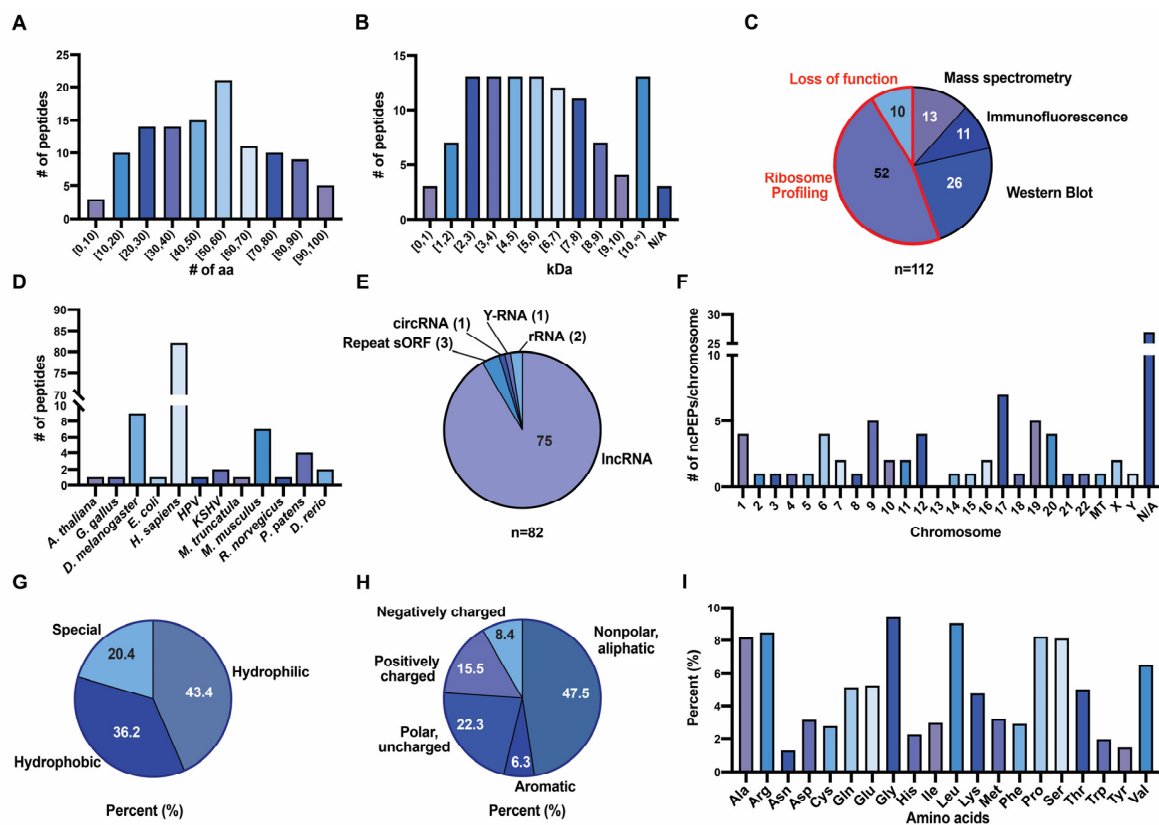 A
# of peptides
25
20
15
10
5
0
[0,10)
[10,20)
[20,30)
[30,40)
[40,50)
[50,60)
[60,70)
[70,80)
[80,90)
[90,100)
# of aa
B
# of peptides
15
10
5
0
[0,1)
[1,2)
[2,3)
[3,4)
[4,5)
[5,6)
[6,7)
[7,8)
[8,9)
[9,10)
[10,∞)
N/A
kDa
C
Loss of function
Mass spectrometry
10
13
Immunofluorescence
11
Ribosome
Profiling
52
26
Western Blot
n=112
D
# of peptides
90
85
80
75
70
10
8
6
4
2
0
A. thaliana
G. gallus
D. melanogaster
E. coli
H. sapiens
HPV
KSHV
M. truncatula
M. musculus
R. norvegicus
P. patens
D. rerio
E
Y-RNA (1)
circRNA (1)
rRNA (2)
Repeat sORF (3)
75
lncRNA
n=82
F
# of ncPEPs/chromosome
30
25
10
5
0
1
2
3
4
5
6
7
8
9
10
11
12
13
14
15
16
17
18
19
20
21
22
MT
X
Y
N/A
Chromosome
G
Special
20.4
Hydrophilic
43.4
36.2
Hydrophobic
Percent (%)
H
Negatively charged
8.4
Nonpolar,
aliphatic
Positively
charged
15.5
47.5
Polar,
uncharged
22.3
6.3
Aromatic
Percent (%)
I
Percent (%)
10
8
6
4
2
0
Ala
Arg
Asn
Asp
Cys
Gln
Glu
Gly
His
Ile
Leu
Lys
Met
Phe
Pro
Ser
Thr
Trp
Tyr
Val
Amino acids